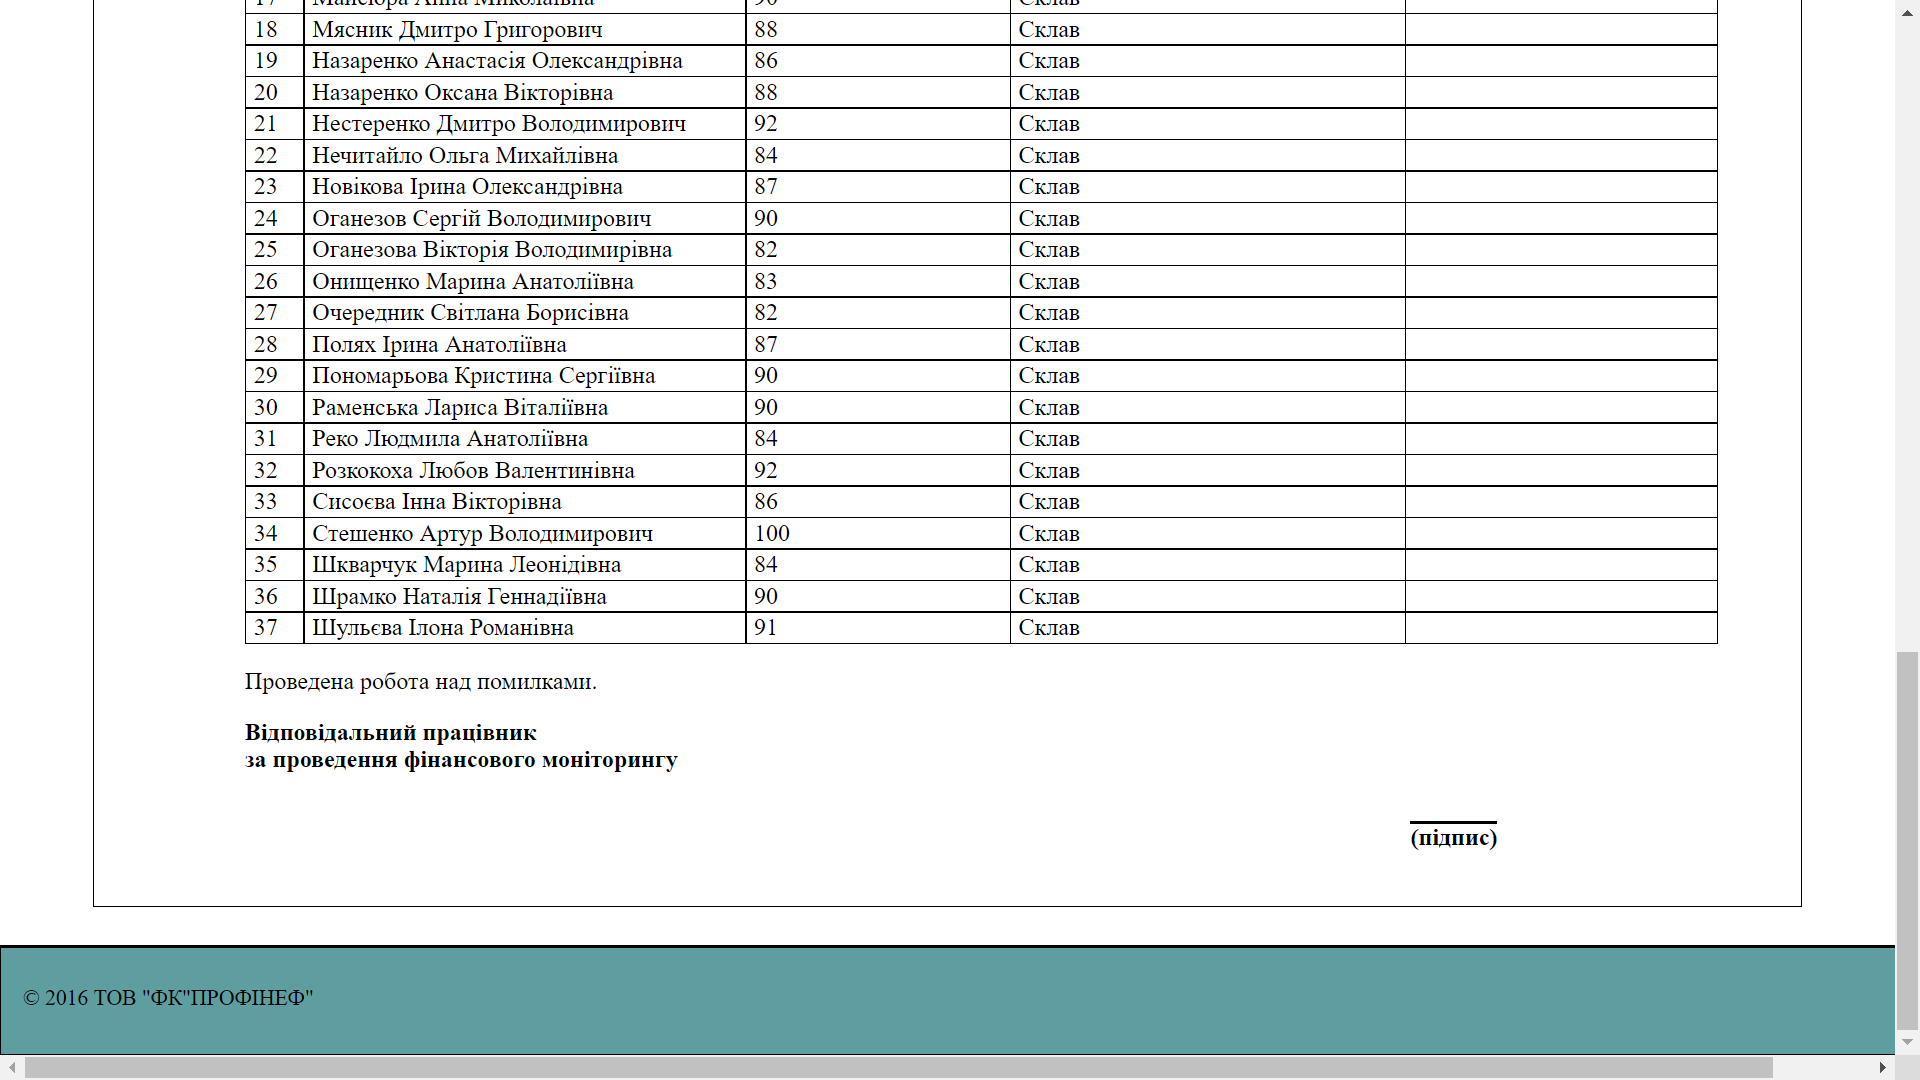 18 Мясник Дмитро Григорович 88 Склав
19 Назаренко Анастасія Олександрівна 86 Склав
20 Назаренко Оксана Вікторівна 88 Склав
21 Нестеренко Дмитро Володимирович 92 Склав
22 Нечитайло Ольга Михайлівна 84 Склав
23 Новікова Ірина Олександрівна 87 Склав
24 Оганезов Сергій Володимирович 90 Склав
25 Оганезова Вікторія Володимирівна 82 Склав
26 Онищенко Марина Анатоліївна 83 Склав
27 Очередник Світлана Борисівна 82 Склав
28 Полях Ірина Анатоліївна 87 Склав
29 Пономарьова Кристина Сергіївна 90 Склав
30 Раменська Лариса Віталіївна 90 Склав
31 Реко Людмила Анатоліївна 84 Склав
32 Розкокоха Любов Валентинівна 92 Склав
33 Сисоєва Інна Вікторівна 86 Склав
34 Стешенко Артур Володимирович 100 Склав
35 Шкварчук Марина Леонідівна 84 Склав
36 Шрамко Наталія Геннадіївна 90 Склав
37 Шульєва Ілона Романівна 91 Склав
Проведена робота над помилками.
Відповідальний працівник
за проведення фінансового моніторингу
(підпис)
© 2016 ТОВ "ФК"ПРОФІНЕФ"